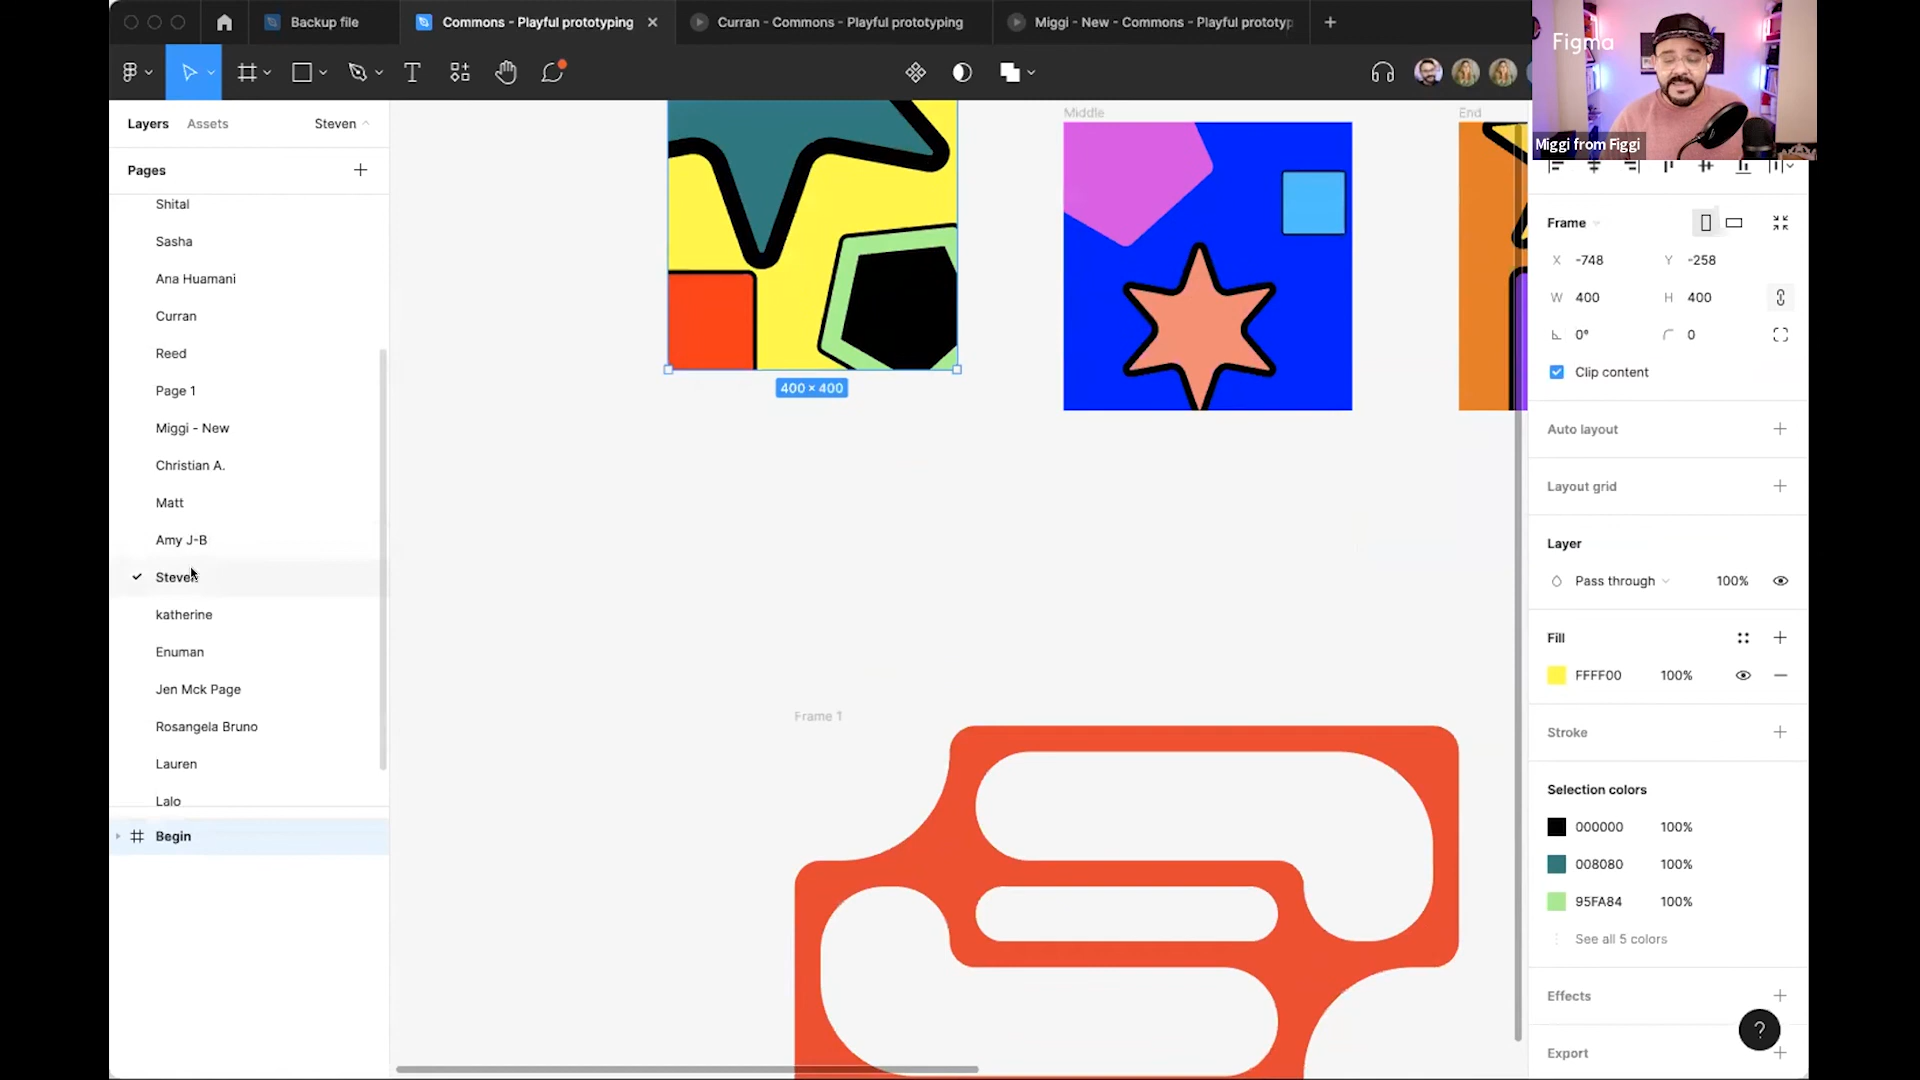 Backup file
Commons - Playful prototyping
Curran - Commons - Playful prototyping
Miggi - New - Commons - Playful prototyp
Figma
Miggi from Figgi
Layers
Assets
Steven
Pages
Shital
Sasha
Ana Huamani
Curran
Reed
Page 1
Miggi - New
Christian A.
Matt
Amy J-B
Steven
katherine
Enuman
Jen Mck Page
Rosangela Bruno
Lauren
Lalo
Begin
400 × 400
Middle
End
Frame 1
Frame
X -748 Y -258
W 400 H 400
0° 0
Clip content
Auto layout
Layout grid
Layer
Pass through 100%
Fill
FFFF00 100%
Stroke
Selection colors
000000 100%
008080 100%
95FA84 100%
See all 5 colors
Effects
?
Export